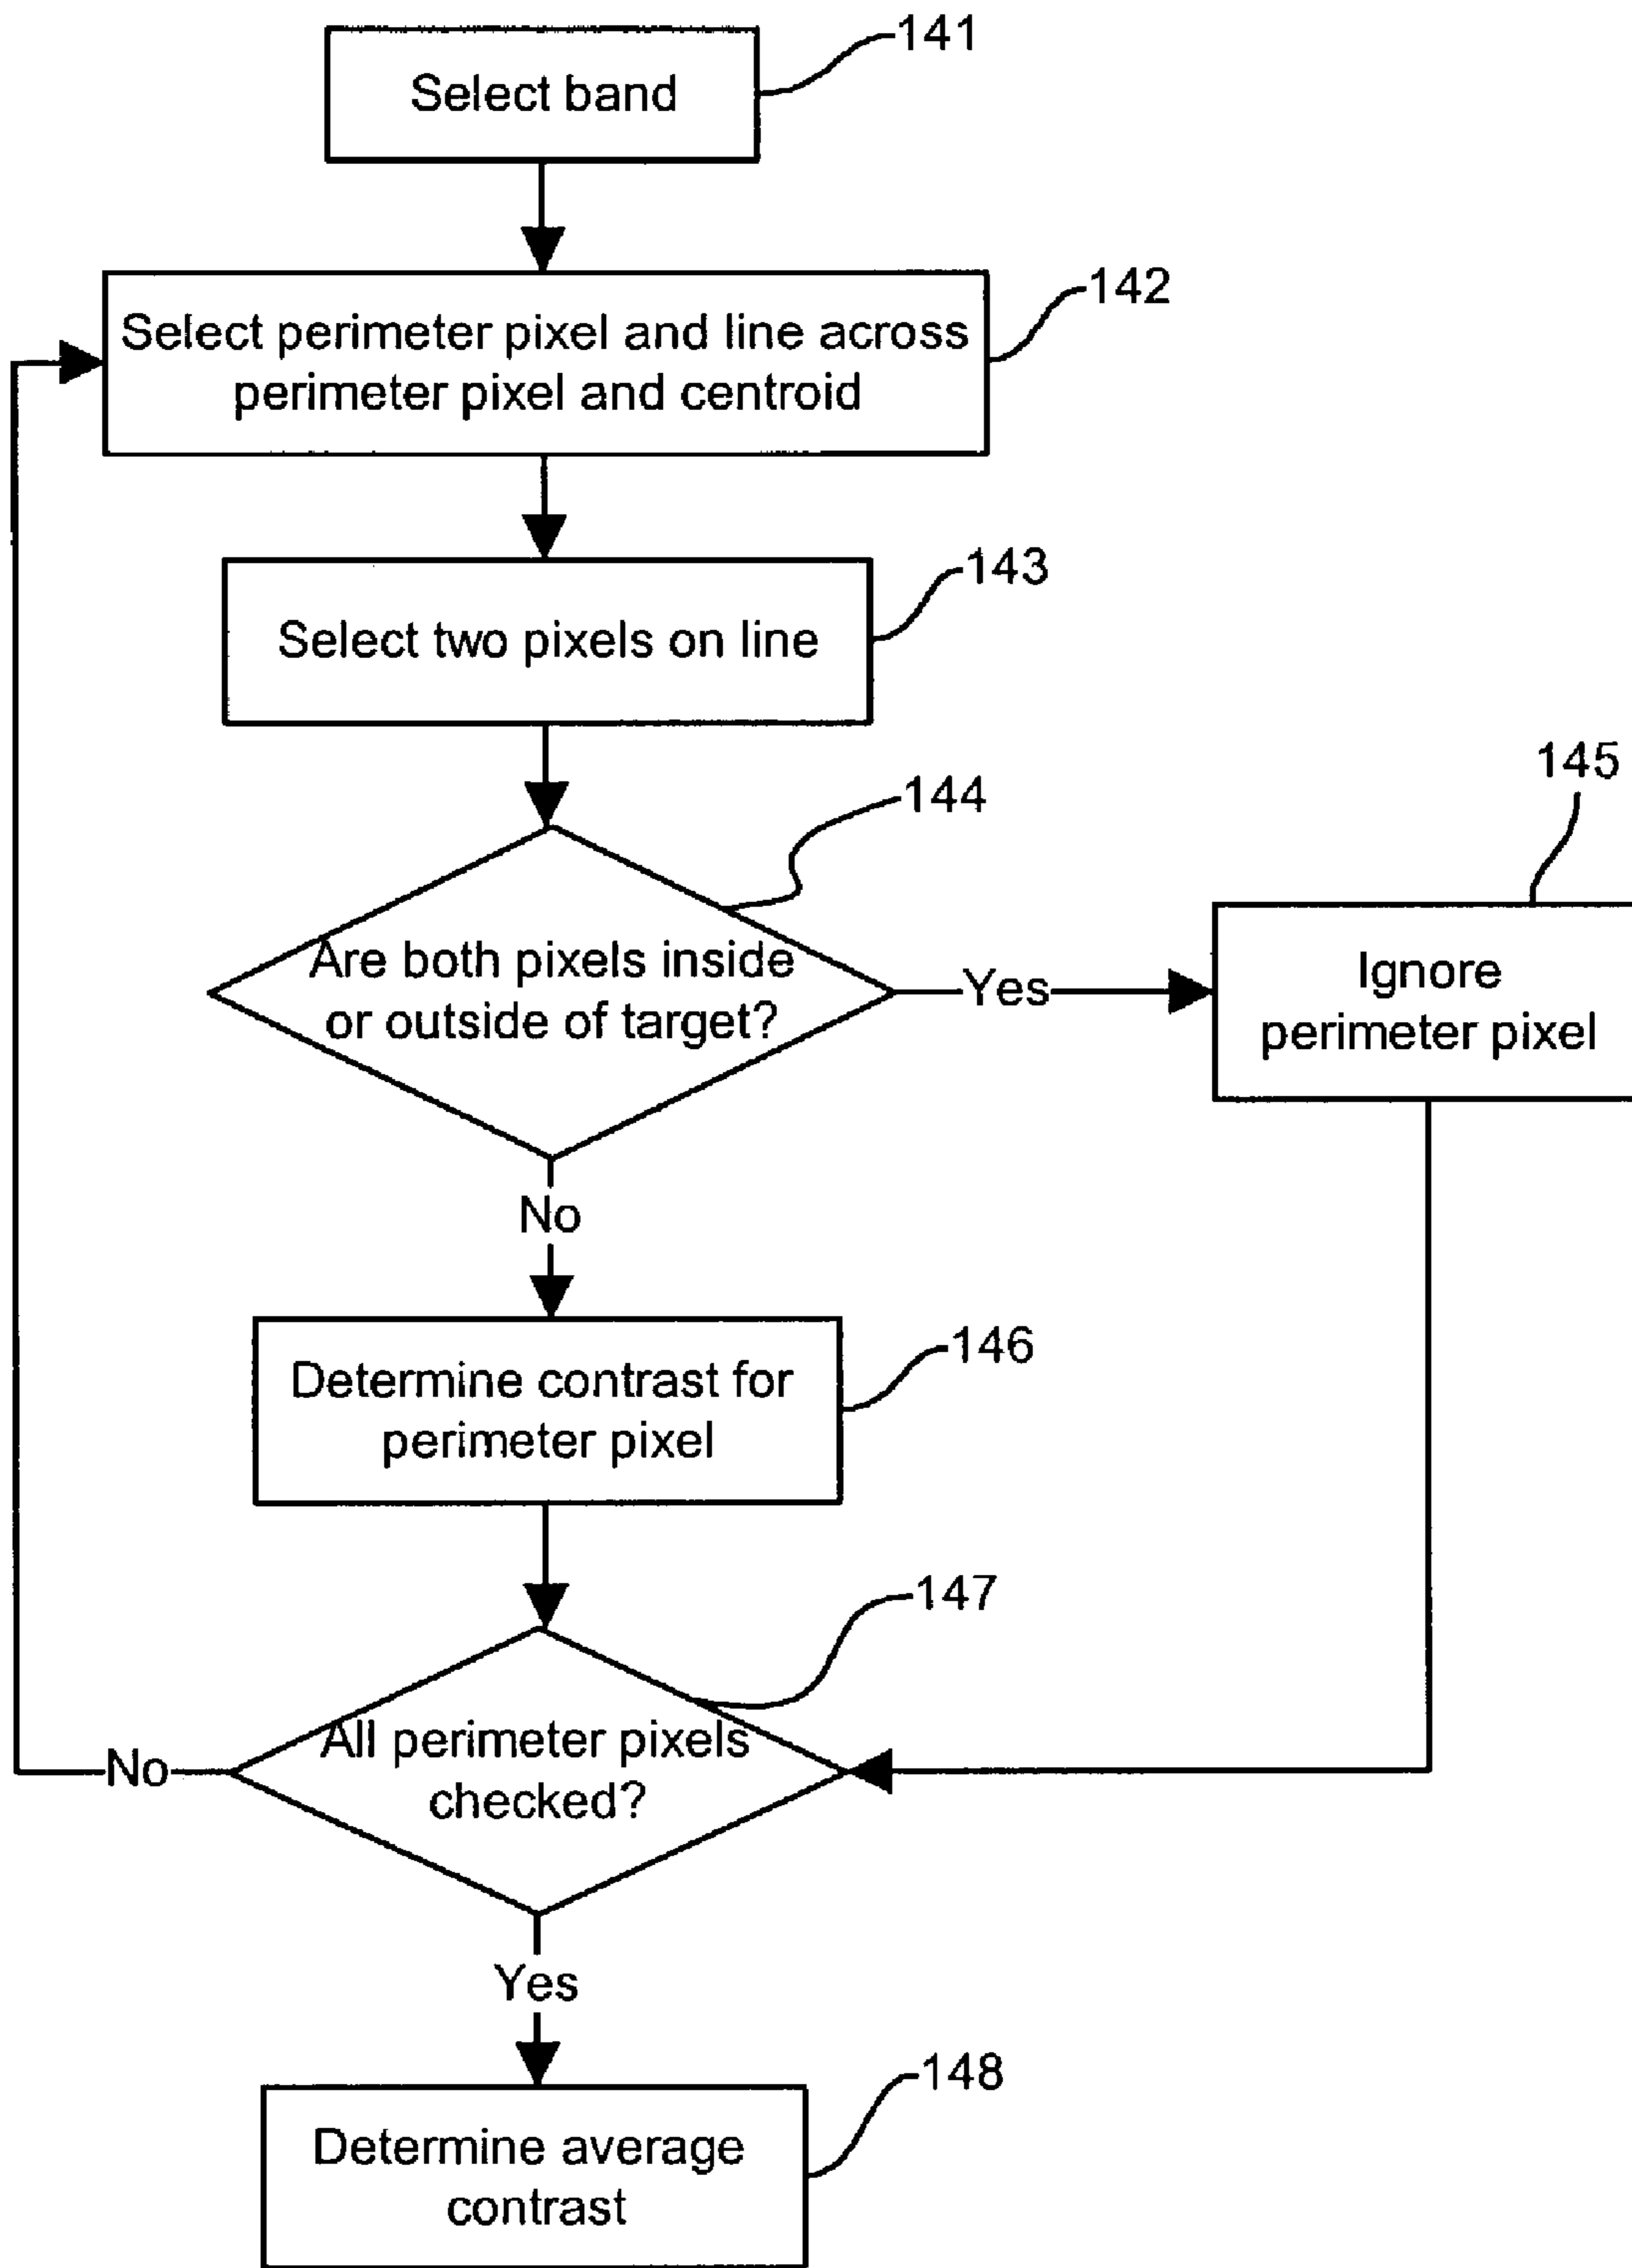 141
Select band
142
Select perimeter pixel and line across
perimeter pixel and centroid
143
Select two pixels on line
144
145
Are both pixels inside
or outside of target?
Yes
Ignore
perimeter pixel
No
146
Determine contrast for
perimeter pixel
147
All perimeter pixels
checked?
No
Yes
148
Determine average
contrast